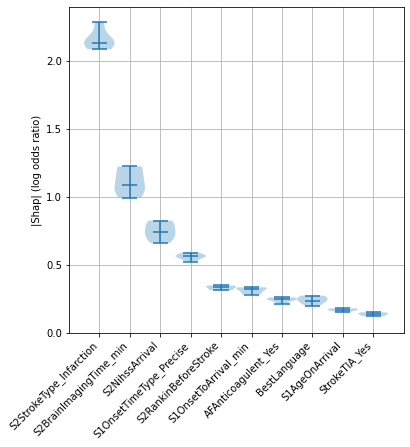 |Shap| (log odds ratio)
2.0
1.5
1.0
0.5
0.0
S2StrokeType_Infarction
S2BrainImagingTime_min
S2NihssArrival
S1OnsetTimeType_Precise
S2RankinBeforeStroke
S1OnsetToArrival_min
AFAnticoagulent_Yes
BestLanguage
S1AgeOnArrival
StrokeTIA_Yes